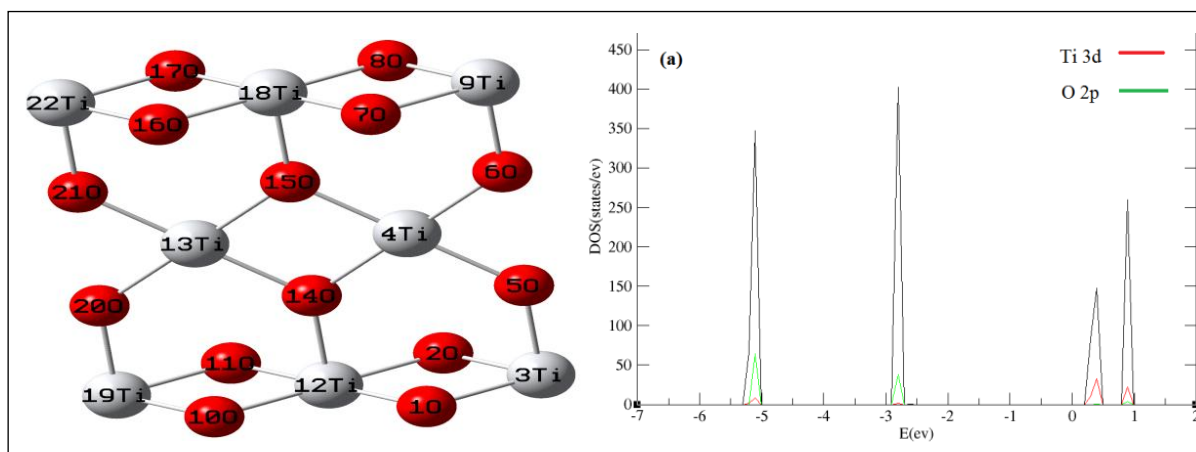 17O 8O
22Ti 18Ti 9Ti
16O 7O
21O 15O 6O
13Ti 4Ti
20O 14O 5O
11O 2O
19Ti 12Ti 3Ti
10O 1O
(a)
Ti 3d
O 2p
DOS(states/ev)
450
400
350
300
250
200
150
100
50
0
-7 -6 -5 -4 -3 -2 -1 0 1 2
E(ev)